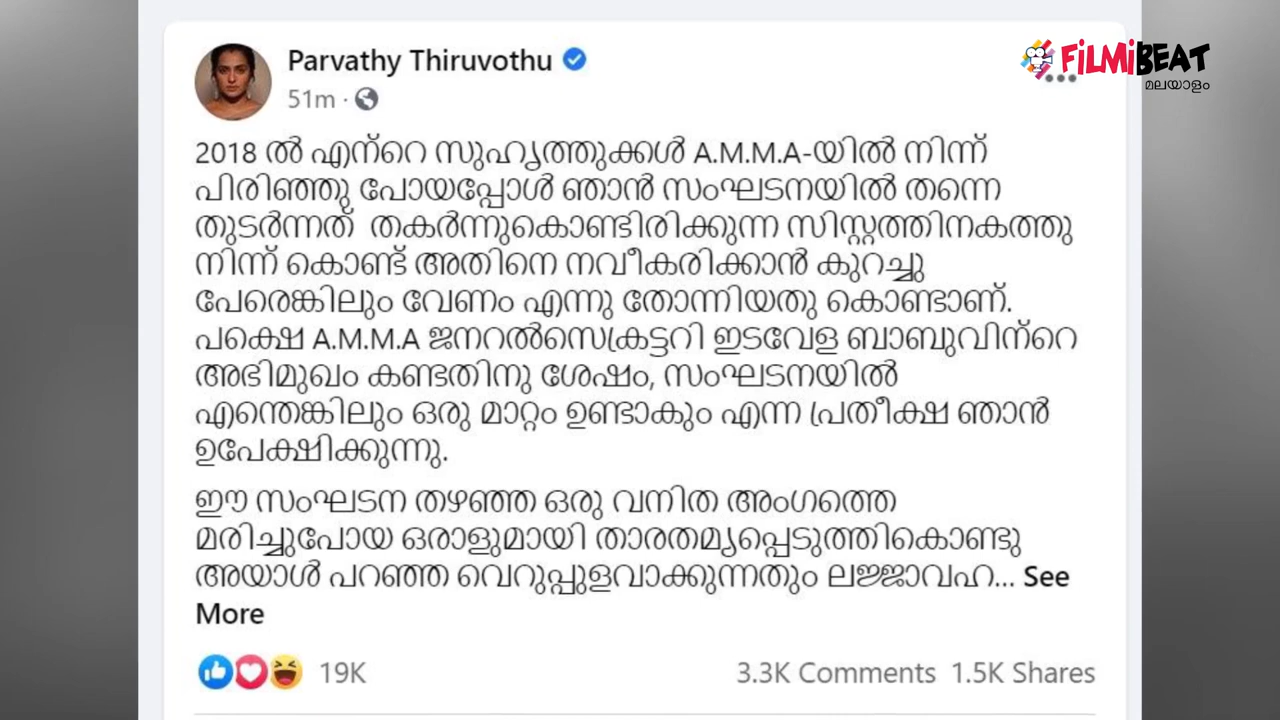 Parvathy Thiruvothu
51m ·
FiLMiBEAT
മലയാളം
2018 ൽ എന്റെ സുഹൃത്തുക്കൾ A.M.M.A-യിൽ നിന്ന്
പിരിഞ്ഞു പോയപ്പോൾ ഞാൻ സംഘടനയിൽ തന്നെ
തുടർന്നത് തകർന്നുകൊണ്ടിരിക്കുന്ന സിസ്റ്റത്തിനകത്തു
നിന്ന് കൊണ്ട് അതിനെ നവീകരിക്കാൻ കുറച്ചു
പേരെങ്കിലും വേണം എന്നു തോന്നിയതു കൊണ്ടാണ്.
പക്ഷെ A.M.M.A ജനറൽസെക്രട്ടറി ഇടവേള ബാബുവിന്റെ
അഭിമുഖം കണ്ടതിനു ശേഷം, സംഘടനയിൽ
എന്തെങ്കിലും ഒരു മാറ്റം ഉണ്ടാകും എന്ന പ്രതീക്ഷ ഞാൻ
ഉപേക്ഷിക്കുന്നു.
ഈ സംഘടന തഴഞ്ഞ ഒരു വനിത അംഗത്തെ
മരിച്ചുപോയ ഒരാളുമായി താരതമ്യപ്പെടുത്തികൊണ്ടു
അയാൾ പറഞ്ഞ വെറുപ്പുളവാക്കുന്നതും ലജ്ജാവഹ... See
More
19K
3.3K Comments 1.5K Shares